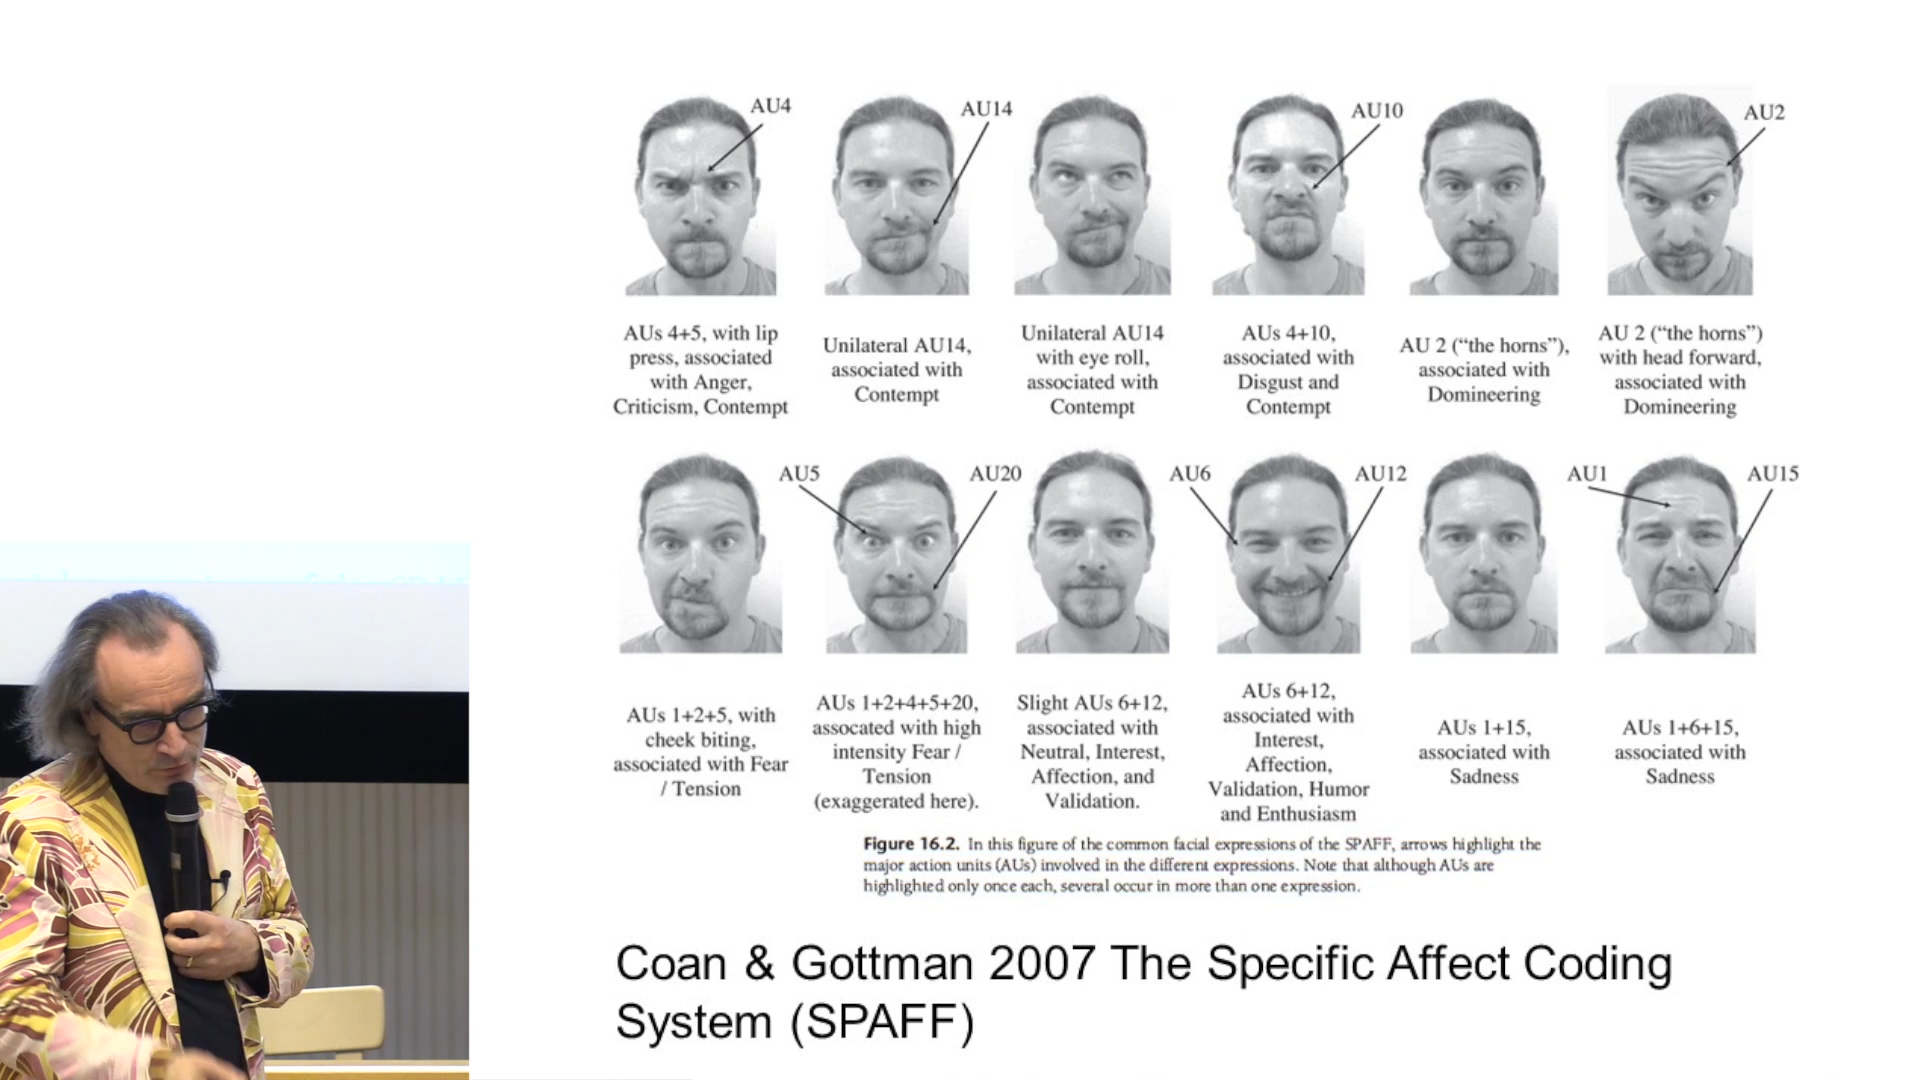 AU4
AU14
AU10
AU2
AUs 4+5, with lip
press, associated
with Anger,
Criticism, Contempt
Unilateral AU14,
associated with
Contempt
Unilateral AU14
with eye roll,
associated with
Contempt
AUs 4+10,
associated with
Disgust and
Contempt
AU 2 (“the horns”),
associated with
Domineering
AU 2 (“the horns”)
with head forward,
associated with
Domineering
AU5
AU20
AU6
AU12
AU1
AU15
AUs 1+2+5, with
cheek biting,
associated with Fear
/ Tension
AUs 1+2+4+5+20,
assocated with high
intensity Fear /
Tension
(exaggerated here).
Slight AUs 6+12,
associated with
Neutral, Interest,
Affection, and
Validation.
AUs 6+12,
associated with
Interest,
Affection,
Validation, Humor
and Enthusiasm
AUs 1+15,
associated with
Sadness
AUs 1+6+15,
associated with
Sadness
Figure 16.2. In this figure of the common facial expressions of the SPAFF, arrows highlight the
major action units (AUs) involved in the different expressions. Note that although AUs are
highlighted only once each, several occur in more than one expression.
Coan & Gottman 2007 The Specific Affect Coding
System (SPAFF)